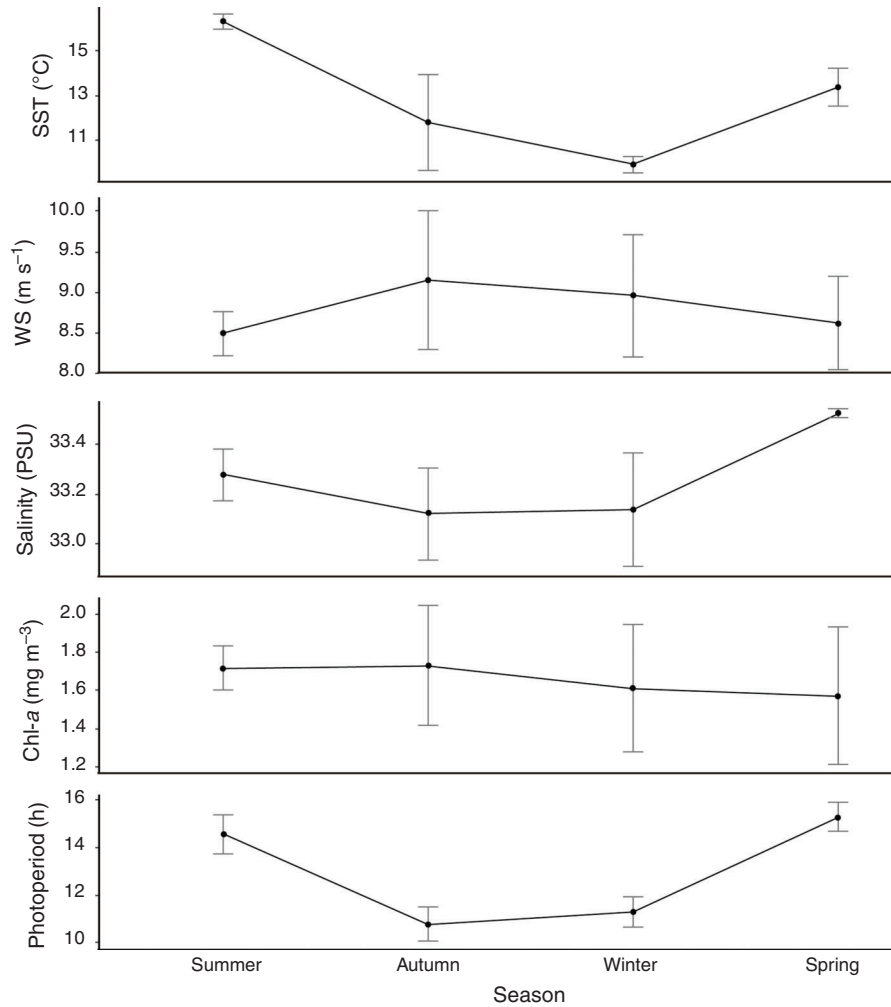 SST (°C)
15
13
11
WS (m s⁻¹)
10.0
9.5
9.0
8.5
8.0
Salinity (PSU)
33.4
33.2
33.0
Chl-a (mg m⁻³)
2.0
1.8
1.6
1.4
1.2
Photoperiod (h)
16
14
12
10
Summer Autumn Winter Spring
Season